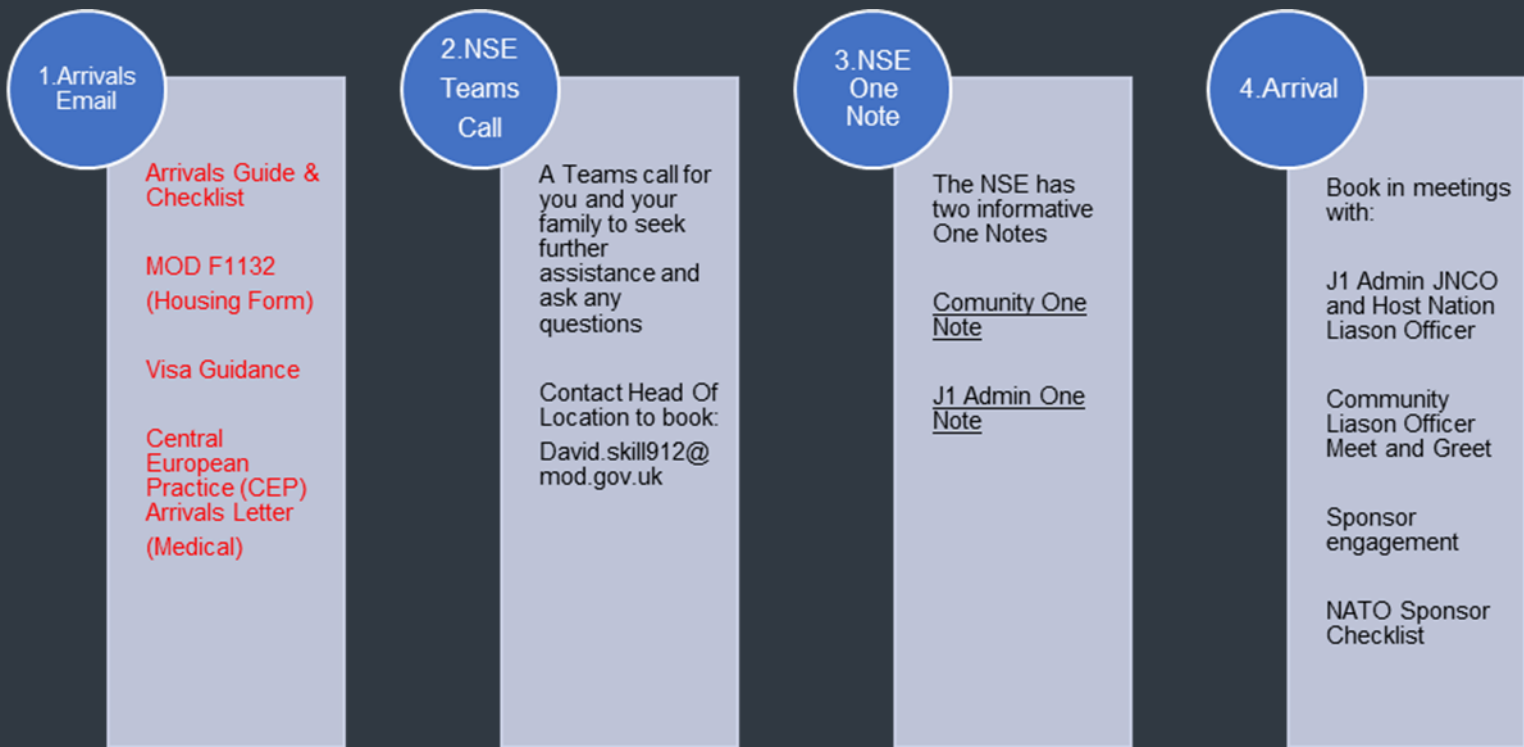 1.Arrivals
Email
Arrivals Guide &
Checklist
MOD F1132
(Housing Form)
Visa Guidance
Central
European
Practice (CEP)
Arrivals Letter
(Medical)
2.NSE
Teams
Call
A Teams call for
you and your
family to seek
further
assistance and
ask any
questions
Contact Head Of
Location to book:
David.skill912@
mod.gov.uk
3.NSE
One
Note
The NSE has
two informative
One Notes
Comunity One
Note
J1 Admin One
Note
4.Arrival
Book in meetings
with:
J1 Admin JNCO
and Host Nation
Liason Officer
Community
Liason Officer
Meet and Greet
Sponsor
engagement
NATO Sponsor
Checklist